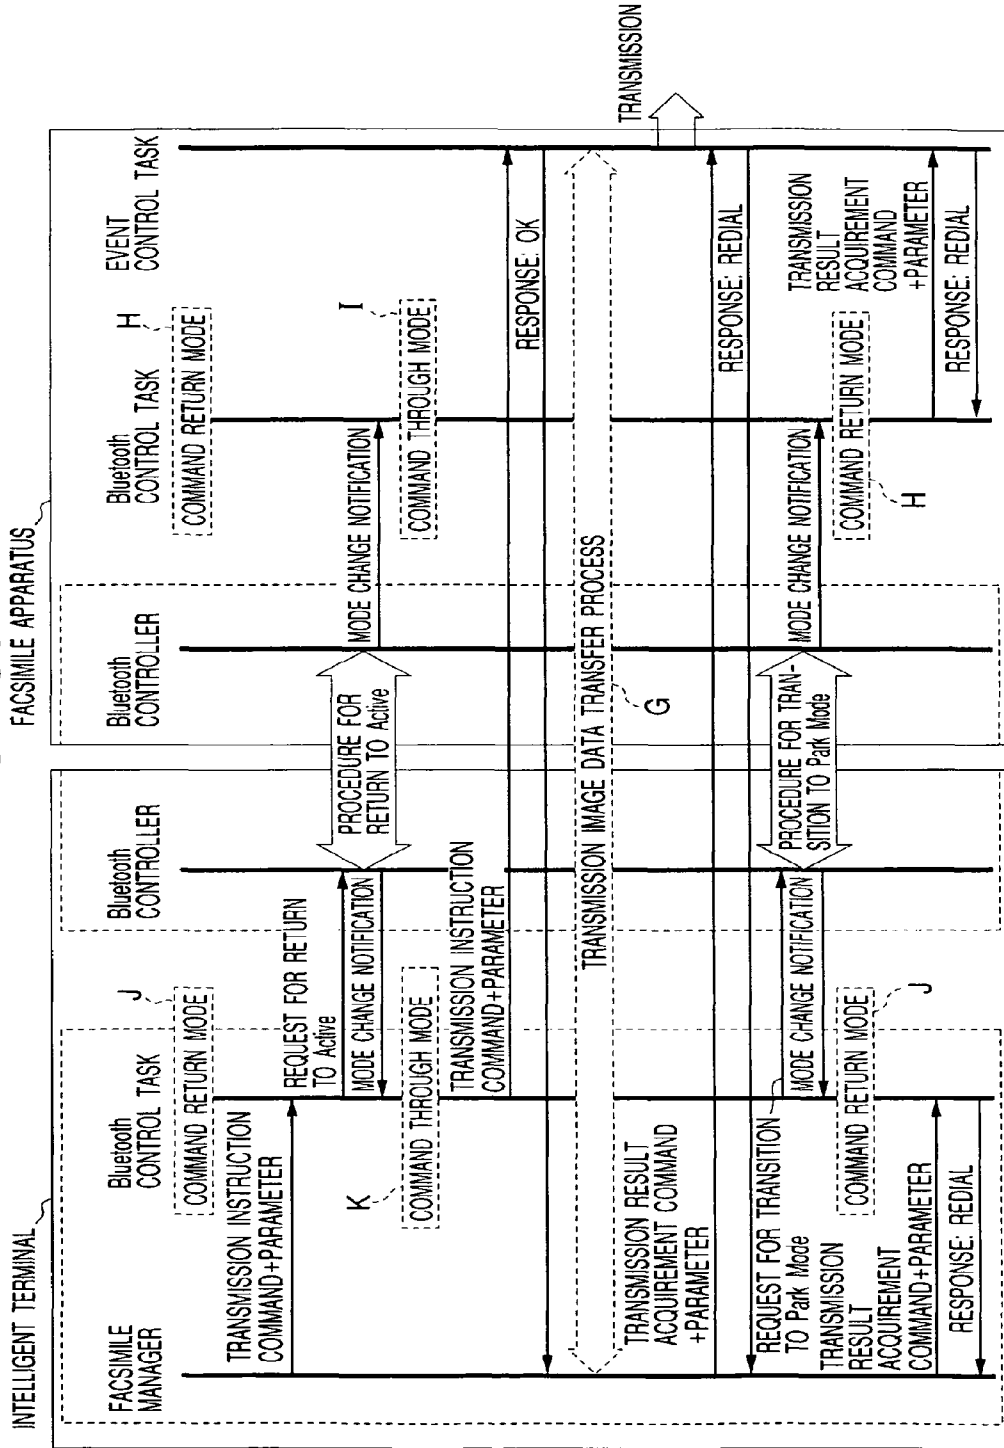 INTELLIGENT TERMINAL
FACSIMILE APPARATUS
FACSIMILE
MANAGER
Bluetooth
CONTROL TASK
Bluetooth
CONTROLLER
Bluetooth
CONTROLLER
Bluetooth
CONTROL TASK
EVENT
CONTROL TASK
J
COMMAND RETURN MODE
H
COMMAND RETURN MODE
TRANSMISSION INSTRUCTION
COMMAND+PARAMETER
REQUEST FOR RETURN
TO Active
MODE CHANGE NOTIFICATION
PROCEDURE FOR
RETURN TO Active
MODE CHANGE NOTIFICATION
K
COMMAND THROUGH MODE
I
COMMAND THROUGH MODE
TRANSMISSION INSTRUCTION
COMMAND+PARAMETER
RESPONSE: OK
TRANSMISSION IMAGE DATA TRANSFER PROCESS
G
TRANSMISSION
TRANSMISSION RESULT
ACQUIREMENT COMMAND
+PARAMETER
RESPONSE: REDIAL
REQUEST FOR TRANSITION
TO Park Mode
MODE CHANGE NOTIFICATION
PROCEDURE FOR TRAN-
SITION TO Park Mode
MODE CHANGE NOTIFICATION
COMMAND RETURN MODE
J
COMMAND RETURN MODE
H
TRANSMISSION
RESULT
ACQUIREMENT
COMMAND+PARAMETER
RESPONSE: REDIAL
TRANSMISSION
RESULT
ACQUIREMENT
COMMAND
+PARAMETER
RESPONSE: REDIAL